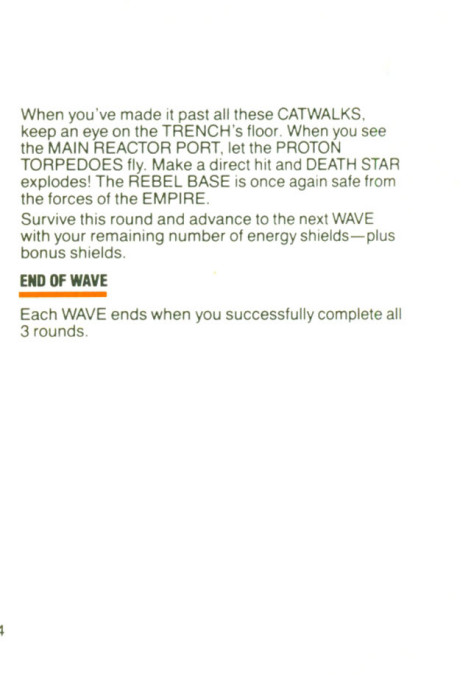 When you've made it past all these CATWALKS,
keep an eye on the TRENCH's floor. When you see
the MAIN REACTOR PORT, let the PROTON
TORPEDOES fly. Make a direct hit and DEATH STAR
explodes! The REBEL BASE is once again safe from
the forces of the EMPIRE.
Survive this round and advance to the next WAVE
with your remaining number of energy shields—plus
bonus shields.
END OF WAVE
Each WAVE ends when you successfully complete all
3 rounds.
4